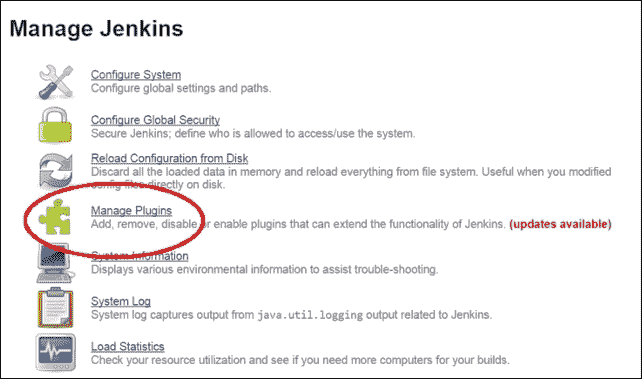 Manage Jenkins
Configure System
Configure global settings and paths.
Configure Global Security
Secure Jenkins; define who is allowed to access/use the system.
Reload Configuration from Disk
Discard all the loaded data in memory and reload everything from file system. Useful when you modified
config files directly on disk.
Manage Plugins
Add, remove, disable or enable plugins that can extend the functionality of Jenkins. (updates available)
System Information
Displays various environmental information to assist trouble-shooting.
System Log
System log captures output from java.util.logging output related to Jenkins.
Load Statistics
Check your resource utilization and see if you need more computers for your builds.